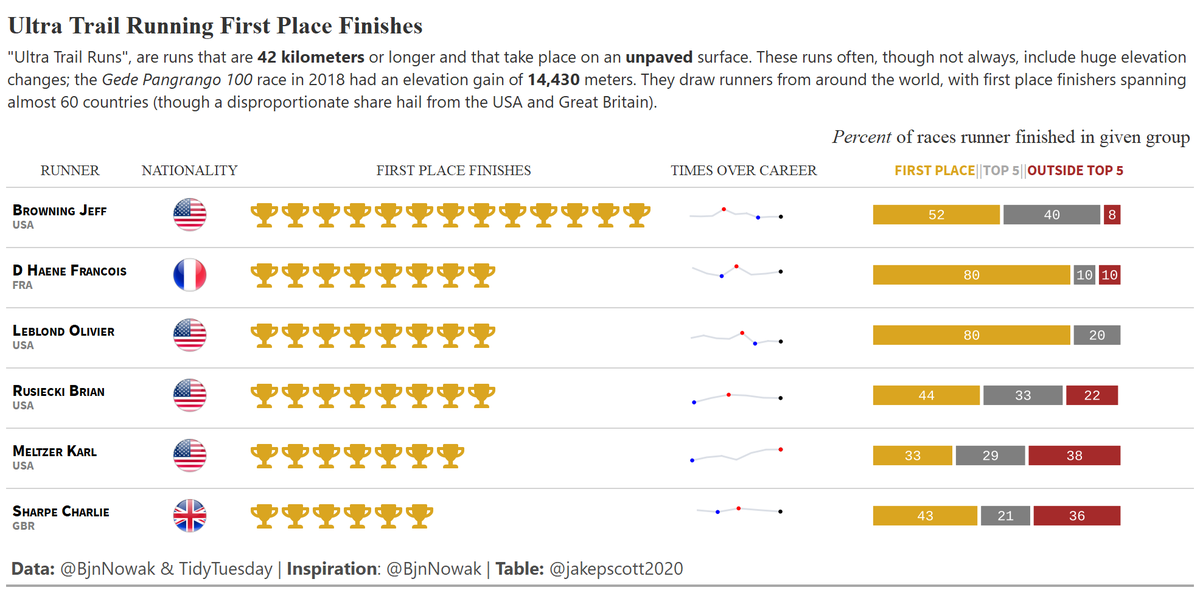 Ultra Trail Running First Place Finishes
"Ultra Trail Runs", are runs that are 42 kilometers or longer and that take place on an unpaved surface. These runs often, though not always, include huge elevation
changes; the Gede Pangrango 100 race in 2018 had an elevation gain of 14,430 meters. They draw runners from around the world, with first place finishers spanning
almost 60 countries (though a disproportionate share hail from the USA and Great Britain).
Percent of races runner finished in given group
RUNNER NATIONALITY FIRST PLACE FINISHES TIMES OVER CAREER FIRST PLACE||TOP 5||OUTSIDE TOP 5
BROWNING JEFF 52 40 8
USA
D HAENE FRANCOIS 80 10 10
FRA
LEBLOND OLIVIER 80 20
USA
RUSIECKI BRIAN 44 33 22
USA
MELTZER KARL 33 29 38
USA
SHARPE CHARLIE 43 21 36
GBR
Data: @BjnNowak & TidyTuesday | Inspiration: @BjnNowak | Table: @jakepscott2020